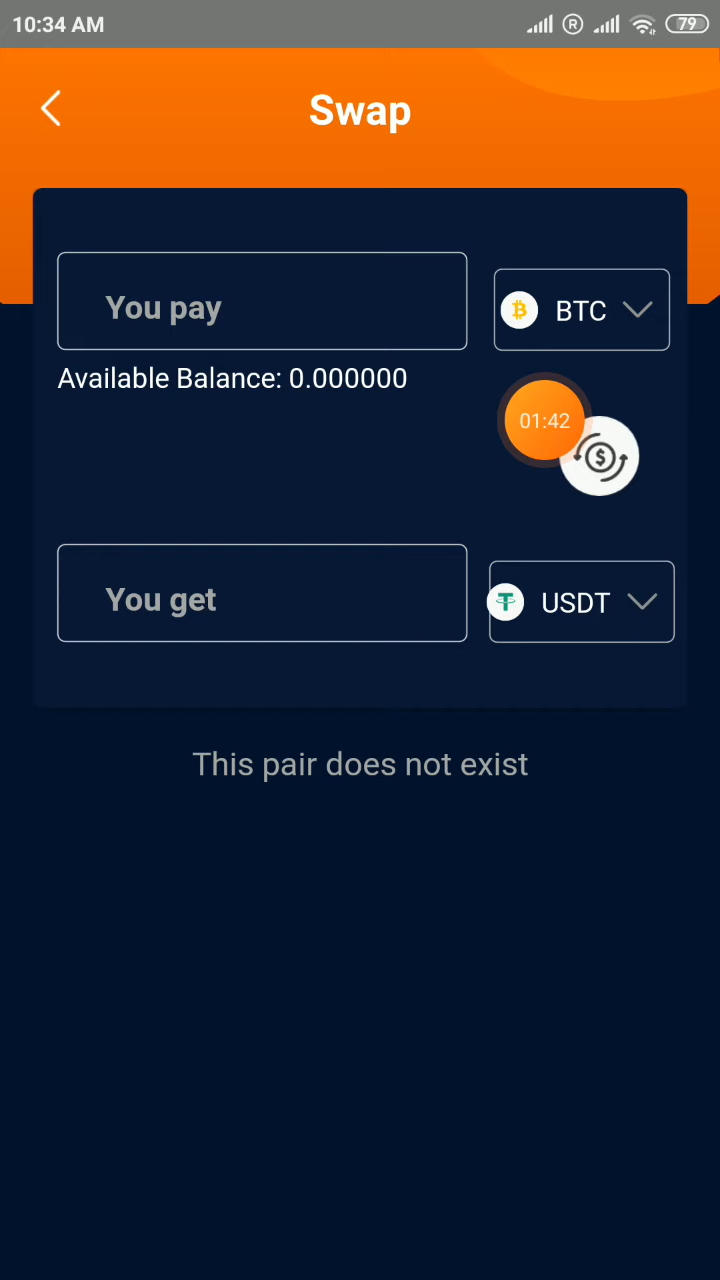 10:34 AM
R
79
Swap
You pay
BTC
Available Balance: 0.000000
01:42
$
You get
USDT
This pair does not exist